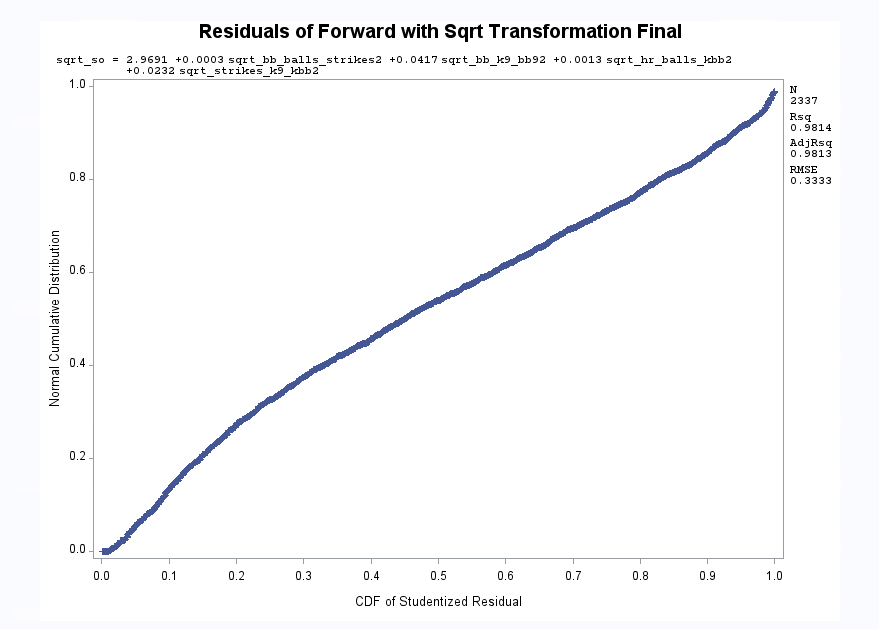 Residuals of Forward with Sqrt Transformation Final
sqrt_so = 2.9691 +0.0003 sqrt_bb_balls_strikes2 +0.0417 sqrt_bb_k9_bb92 +0.0013 sqrt_hr_balls_kbb2
+0.0232 sqrt_strikes_k9_kbb2
N
2337
Rsq
0.9814
AdjRsq
0.9813
RMSE
0.3333
Normal Cumulative Distribution
1.0
0.8
0.6
0.4
0.2
0.0
0.0 0.1 0.2 0.3 0.4 0.5 0.6 0.7 0.8 0.9 1.0
CDF of Studentized Residual